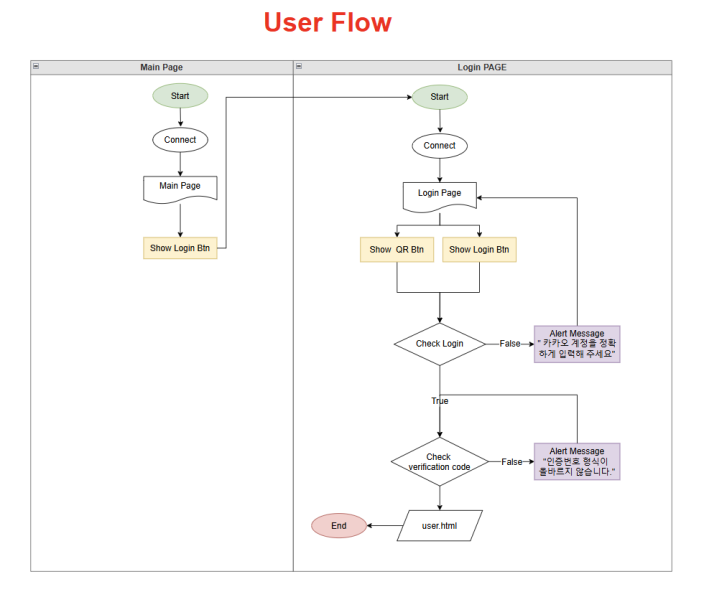 User Flow
Main Page
Login PAGE
Start
Connect
Main Page
Show Login Btn
Start
Connect
Login Page
Show QR Btn
Show Login Btn
Check Login
False
Alert Message
" 카카오 계정을 정확
하게 입력해 주세요"
True
Check
verification code
False
Alert Message
"인증번호 형식이
올바르지 않습니다."
user.html
End